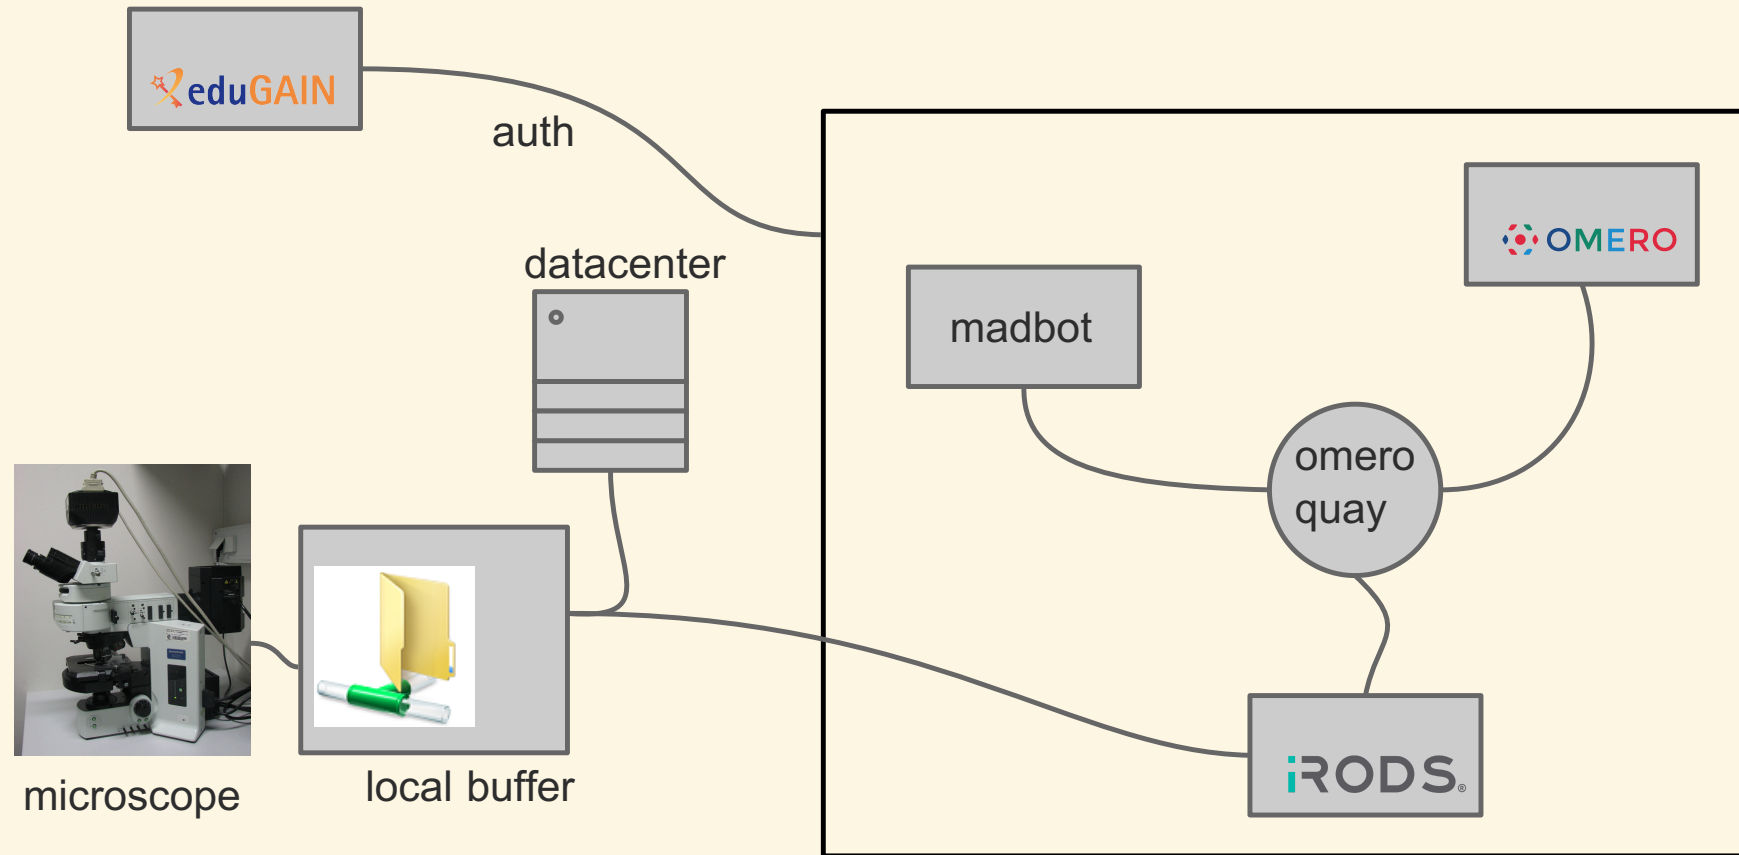 eduGAIN
auth
OMERO
datacenter
madbot
omero
quay
iRODS®
microscope
local buffer